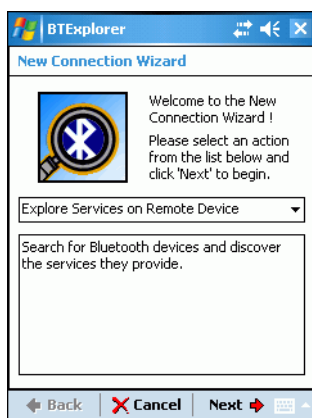 BTExplorer
New Connection Wizard
Welcome to the New
Connection Wizard !
Please select an action
from the list below and
click 'Next' to begin.
Explore Services on Remote Device
Search for Bluetooth devices and discover
the services they provide.
Back Cancel Next